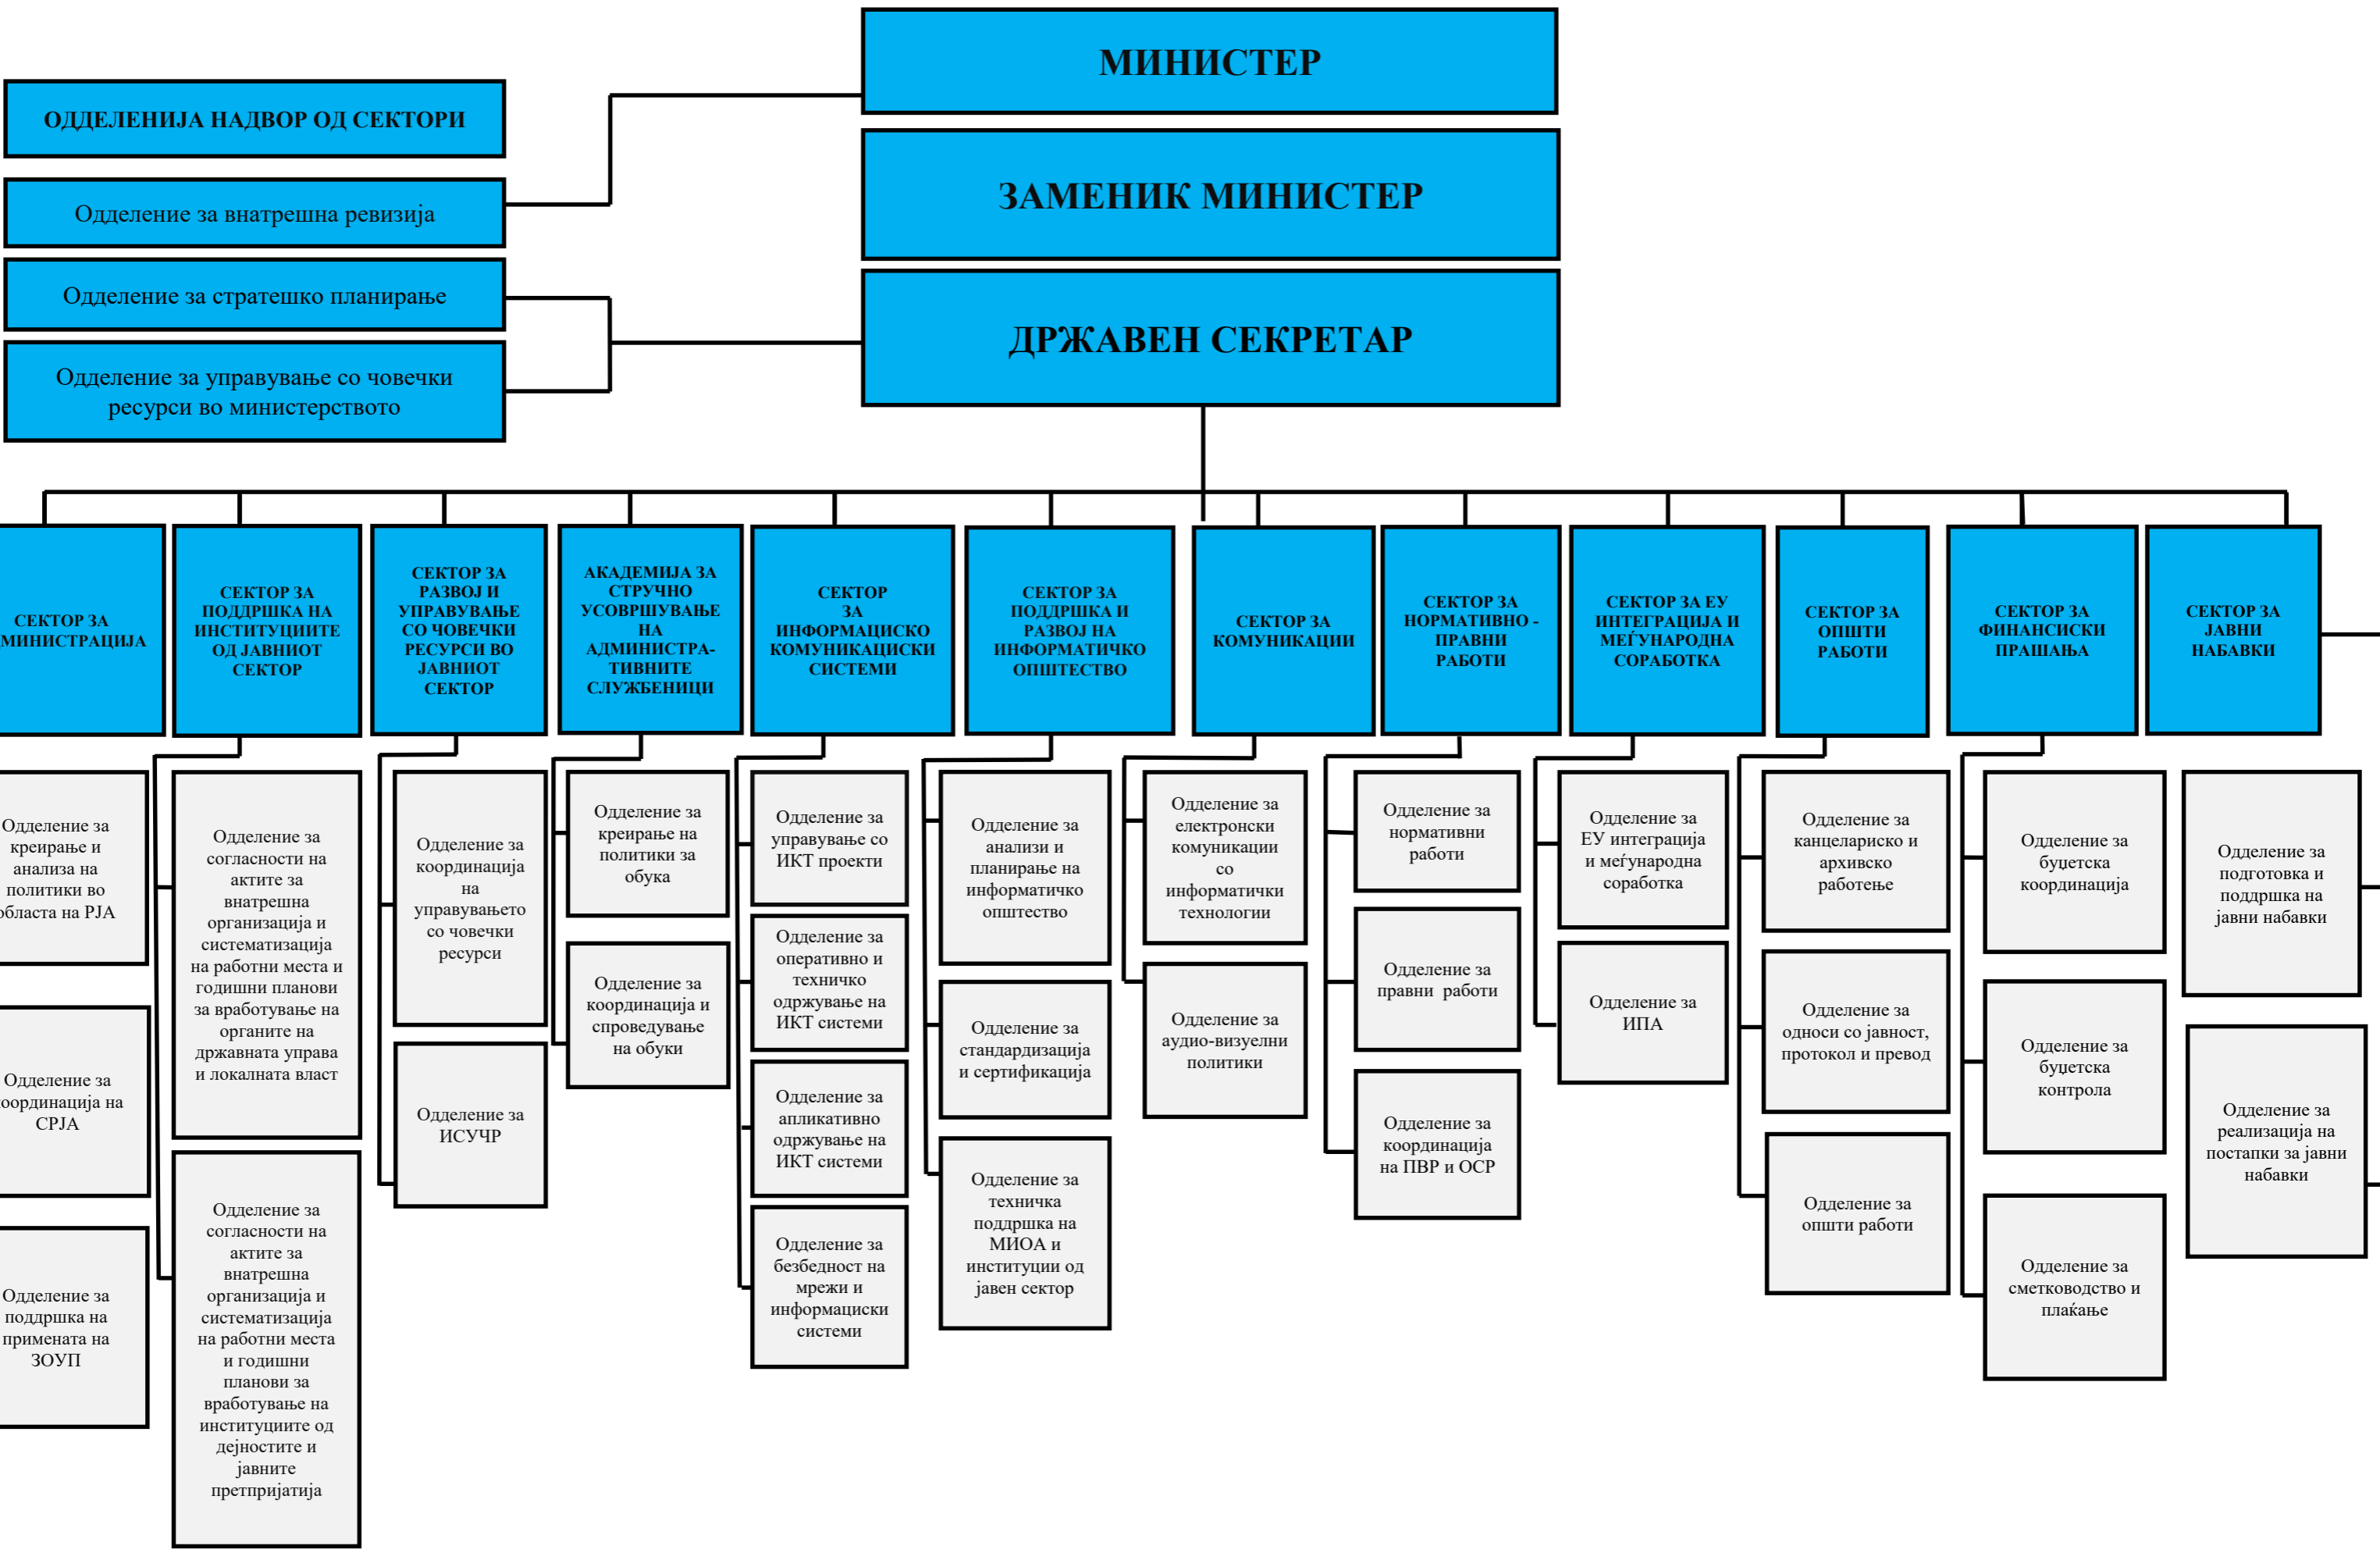 МИНИСТЕР
ОДДЕЛЕНИЈА НАДВОР ОД СЕКТОРИ
ЗАМЕНИК МИНИСТЕР
Одделение за внатрешна ревизија
Одделение за стратешко планирање
ДРЖАВЕН СЕКРЕТАР
Одделение за управување со човечки
ресурси во министерството
СЕКТОР ЗА
МИНИСТРАЦИЈА
СЕКТОР ЗА
ПОДДРШКА НА
ИНСТИТУЦИИТЕ
ОД ЈАВНИОТ
СЕКТОР
СЕКТОР ЗА
РАЗВОЈ И
УПРАВУВАЊЕ
СО ЧОВЕЧКИ
РЕСУРСИ ВО
ЈАВНИОТ
СЕКТОР
АКАДЕМИЈА ЗА
СТРУЧНО
УСОВРШУВАЊЕ
НА
АДМИНИСТРА-
ТИВНИТЕ
СЛУЖБЕНИЦИ
СЕКТОР
ЗА
ИНФОРМАЦИСКО
КОМУНИКАЦИСКИ
СИСТЕМИ
СЕКТОР ЗА
ПОДДРШКА И
РАЗВОЈ НА
ИНФОРМАТИЧКО
ОПШТЕСТВО
СЕКТОР ЗА
КОМУНИКАЦИИ
СЕКТОР ЗА
НОРМАТИВНО -
ПРАВНИ
РАБОТИ
СЕКТОР ЗА ЕУ
ИНТЕГРАЦИЈА И
МЕЃУНАРОДНА
СОРАБОТКА
СЕКТОР ЗА
ОПШТИ
РАБОТИ
СЕКТОР ЗА
ФИНАНСИСКИ
ПРАШАЊА
СЕКТОР ЗА
ЈАВНИ
НАБАВКИ
Одделение за
креирање и
анализа на
политики во
областа на РЈА
Одделение за
координација на
СРЈА
Одделение за
поддршка на
примената на
ЗОУП
Одделение за
согласности на
актите за
внатрешна
организација и
систематизација
на работни места и
годишни планови
за вработување на
органите на
државната управа
и локалната власт
Одделение за
согласности на
актите за
внатрешна
организација и
систематизација
на работни места
и годишни
планови за
вработување на
институциите од
дејностите и
јавните
претпријатија
Одделение за
координација
на
управувањето
со човечки
ресурси
Одделение за
ИСУЧР
Одделение за
креирање на
политики за
обука
Одделение за
координација и
спроведување
на обуки
Одделение за
управување со
ИКТ проекти
Одделение за
оперативно и
техничко
одржување на
ИКТ системи
Одделение за
апликативно
одржување на
ИКТ системи
Одделение за
безбедност на
мрежи и
информациски
системи
Одделение за
анализи и
планирање на
информатичко
општество
Одделение за
стандардизација
и сертификација
Одделение за
техничка
поддршка на
МИОА и
институции од
јавен сектор
Одделение за
електронски
комуникации
со
информатички
технологии
Одделение за
аудио-визуелни
политики
Одделение за
нормативни
работи
Одделение за
правни  работи
Одделение за
координација
на ПВР и ОСР
Одделение за
ЕУ интеграција
и меѓународна
соработка
Одделение за
ИПА
Одделение за
канцелариско и
архивско
работење
Одделение за
односи со јавност,
протокол и превод
Одделение за
општи работи
Одделение за
буџетска
координација
Одделение за
буџетска
контрола
Одделение за
сметководство и
плаќање
Одделение за
подготовка и
поддршка на
јавни набавки
Одделение за
реализација на
постапки за јавни
набавки